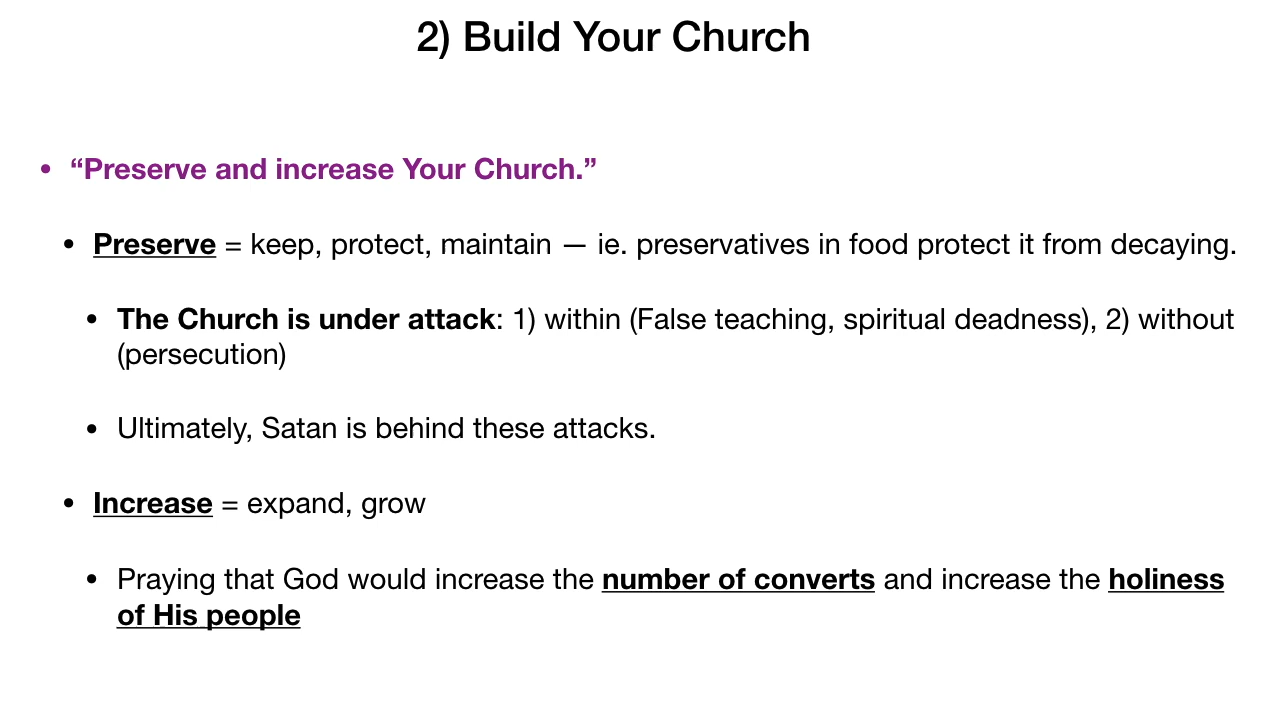 2) Build Your Church
• “Preserve and increase Your Church.”
• Preserve = keep, protect, maintain — ie. preservatives in food protect it from decaying.
• The Church is under attack: 1) within (False teaching, spiritual deadness), 2) without
(persecution)
• Ultimately, Satan is behind these attacks.
• Increase = expand, grow
• Praying that God would increase the number of converts and increase the holiness
of His people